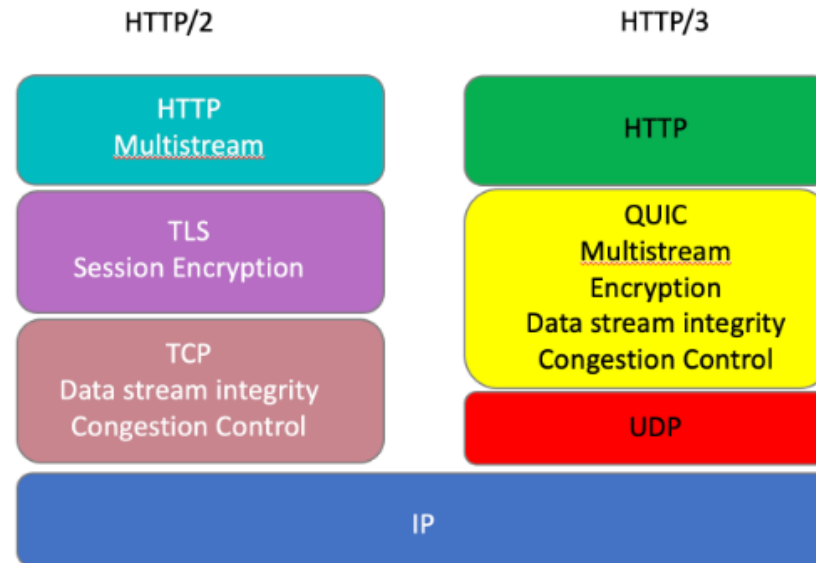 HTTP/2
HTTP/3
HTTP
Multistream
TLS
Session Encryption
TCP
Data stream integrity
Congestion Control
HTTP
QUIC
Multistream
Encryption
Data stream integrity
Congestion Control
UDP
IP